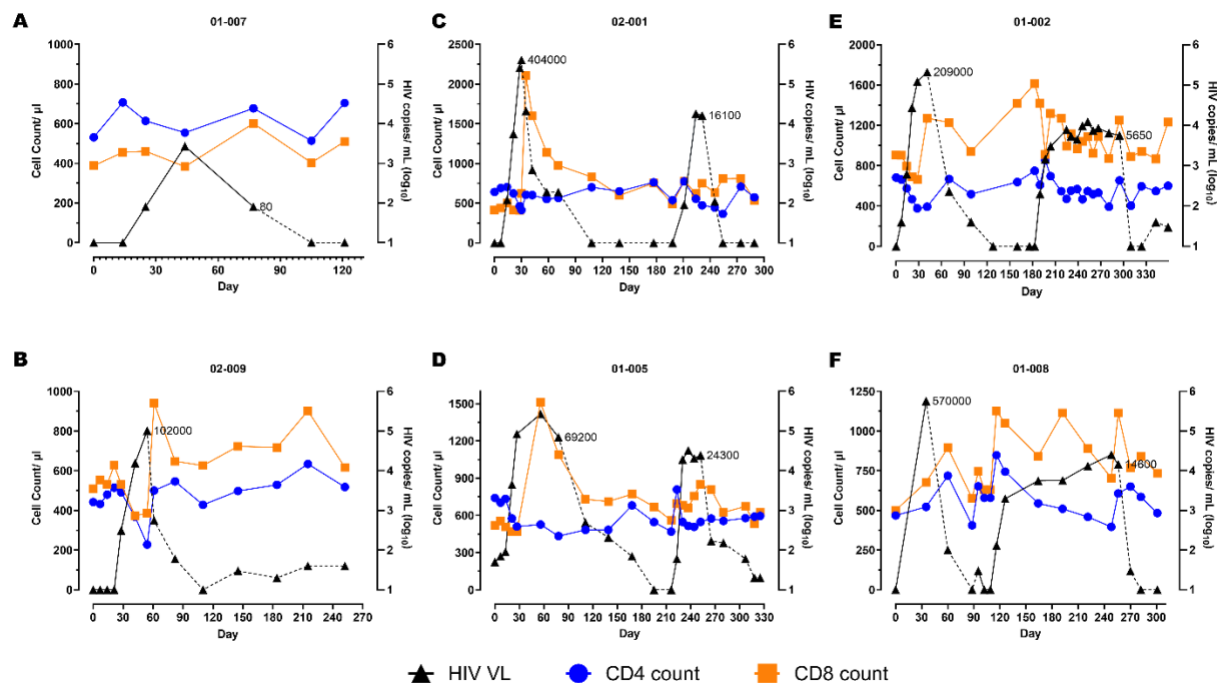 A
01-007
1000
800
600
400
200
0
Cell Count/ µl
6
5
4
3
2
1
HIV copies/ mL (log₁₀)
80
0 30 60 90 120
Day
C
02-001
2500
2000
1500
1000
500
0
Cell Count/ µl
6
5
4
3
2
1
HIV copies/ mL (log₁₀)
404000
16100
0 30 60 90 120 150 180 210 240 270 300
Day
E
01-002
2000
1600
1200
800
400
0
Cell Count/ µl
6
5
4
3
2
1
HIV copies/ mL (log₁₀)
209000
5650
0 30 60 90 120 150 180 210 240 270 300 330
Day
B
02-009
1000
800
600
400
200
0
Cell Count/ µl
6
5
4
3
2
1
HIV copies/ mL (log₁₀)
102000
0 30 60 90 120 150 180 210 240 270
Day
D
01-005
1500
1200
900
600
300
0
Cell Count/ µl
6
5
4
3
2
1
HIV copies/ mL (log₁₀)
69200
24300
0 30 60 90 120 150 180 210 240 270 300 330
Day
F
01-008
1250
1000
750
500
250
0
Cell Count/ µl
6
5
4
3
2
1
HIV copies/ mL (log₁₀)
570000
14600
0 30 60 90 120 150 180 210 240 270 300
Day
HIV VL CD4 count CD8 count